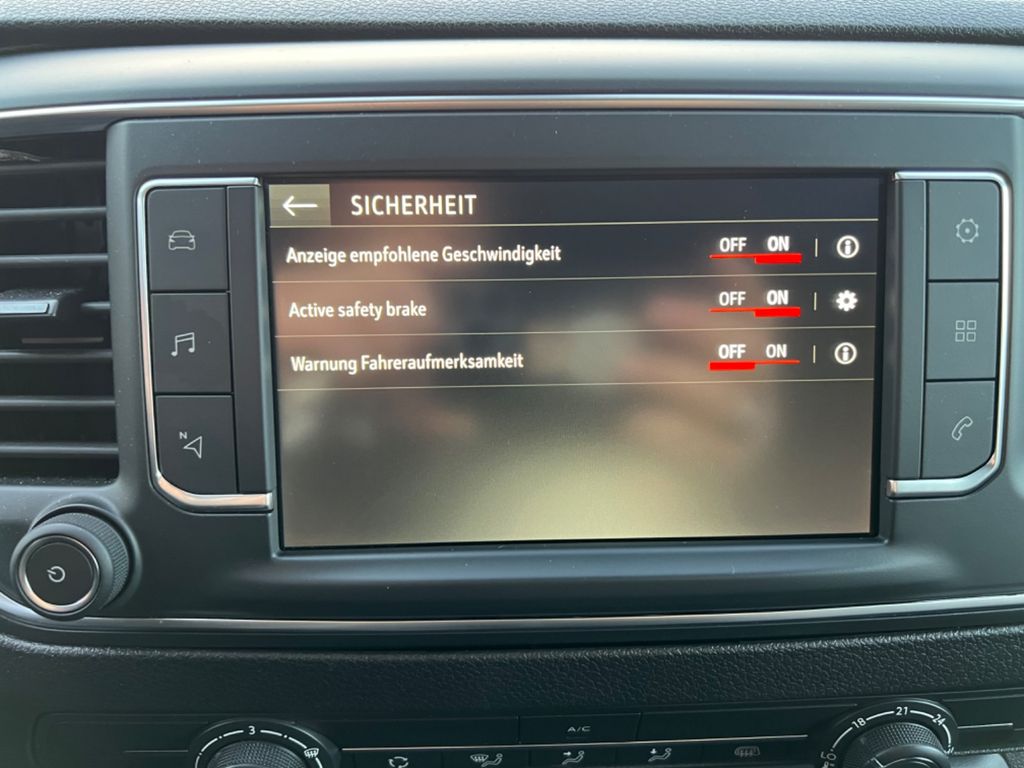 SICHERHEIT
Anzeige empfohlene Geschwindigkeit OFF ON
Active safety brake OFF ON
Warnung Fahreraufmerksamkeit OFF ON
N
A/C
3
18 21 24